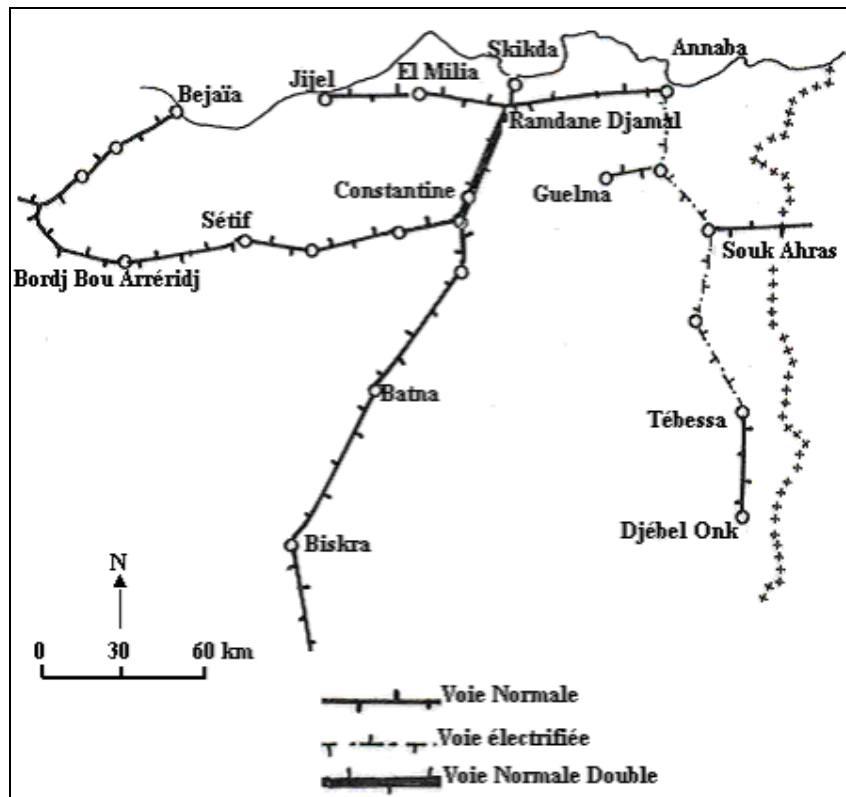 Skikda
Annaba
El Milia
Jijel
Bejaïa
Ramdane Djamal
Constantine
Guelma
Sétif
Souk Ahras
Bordj Bou Arréridj
Batna
Tébessa
Djébel Onk
Biskra
N
0 30 60 km
Voie Normale
Voie électrifiée
Voie Normale Double